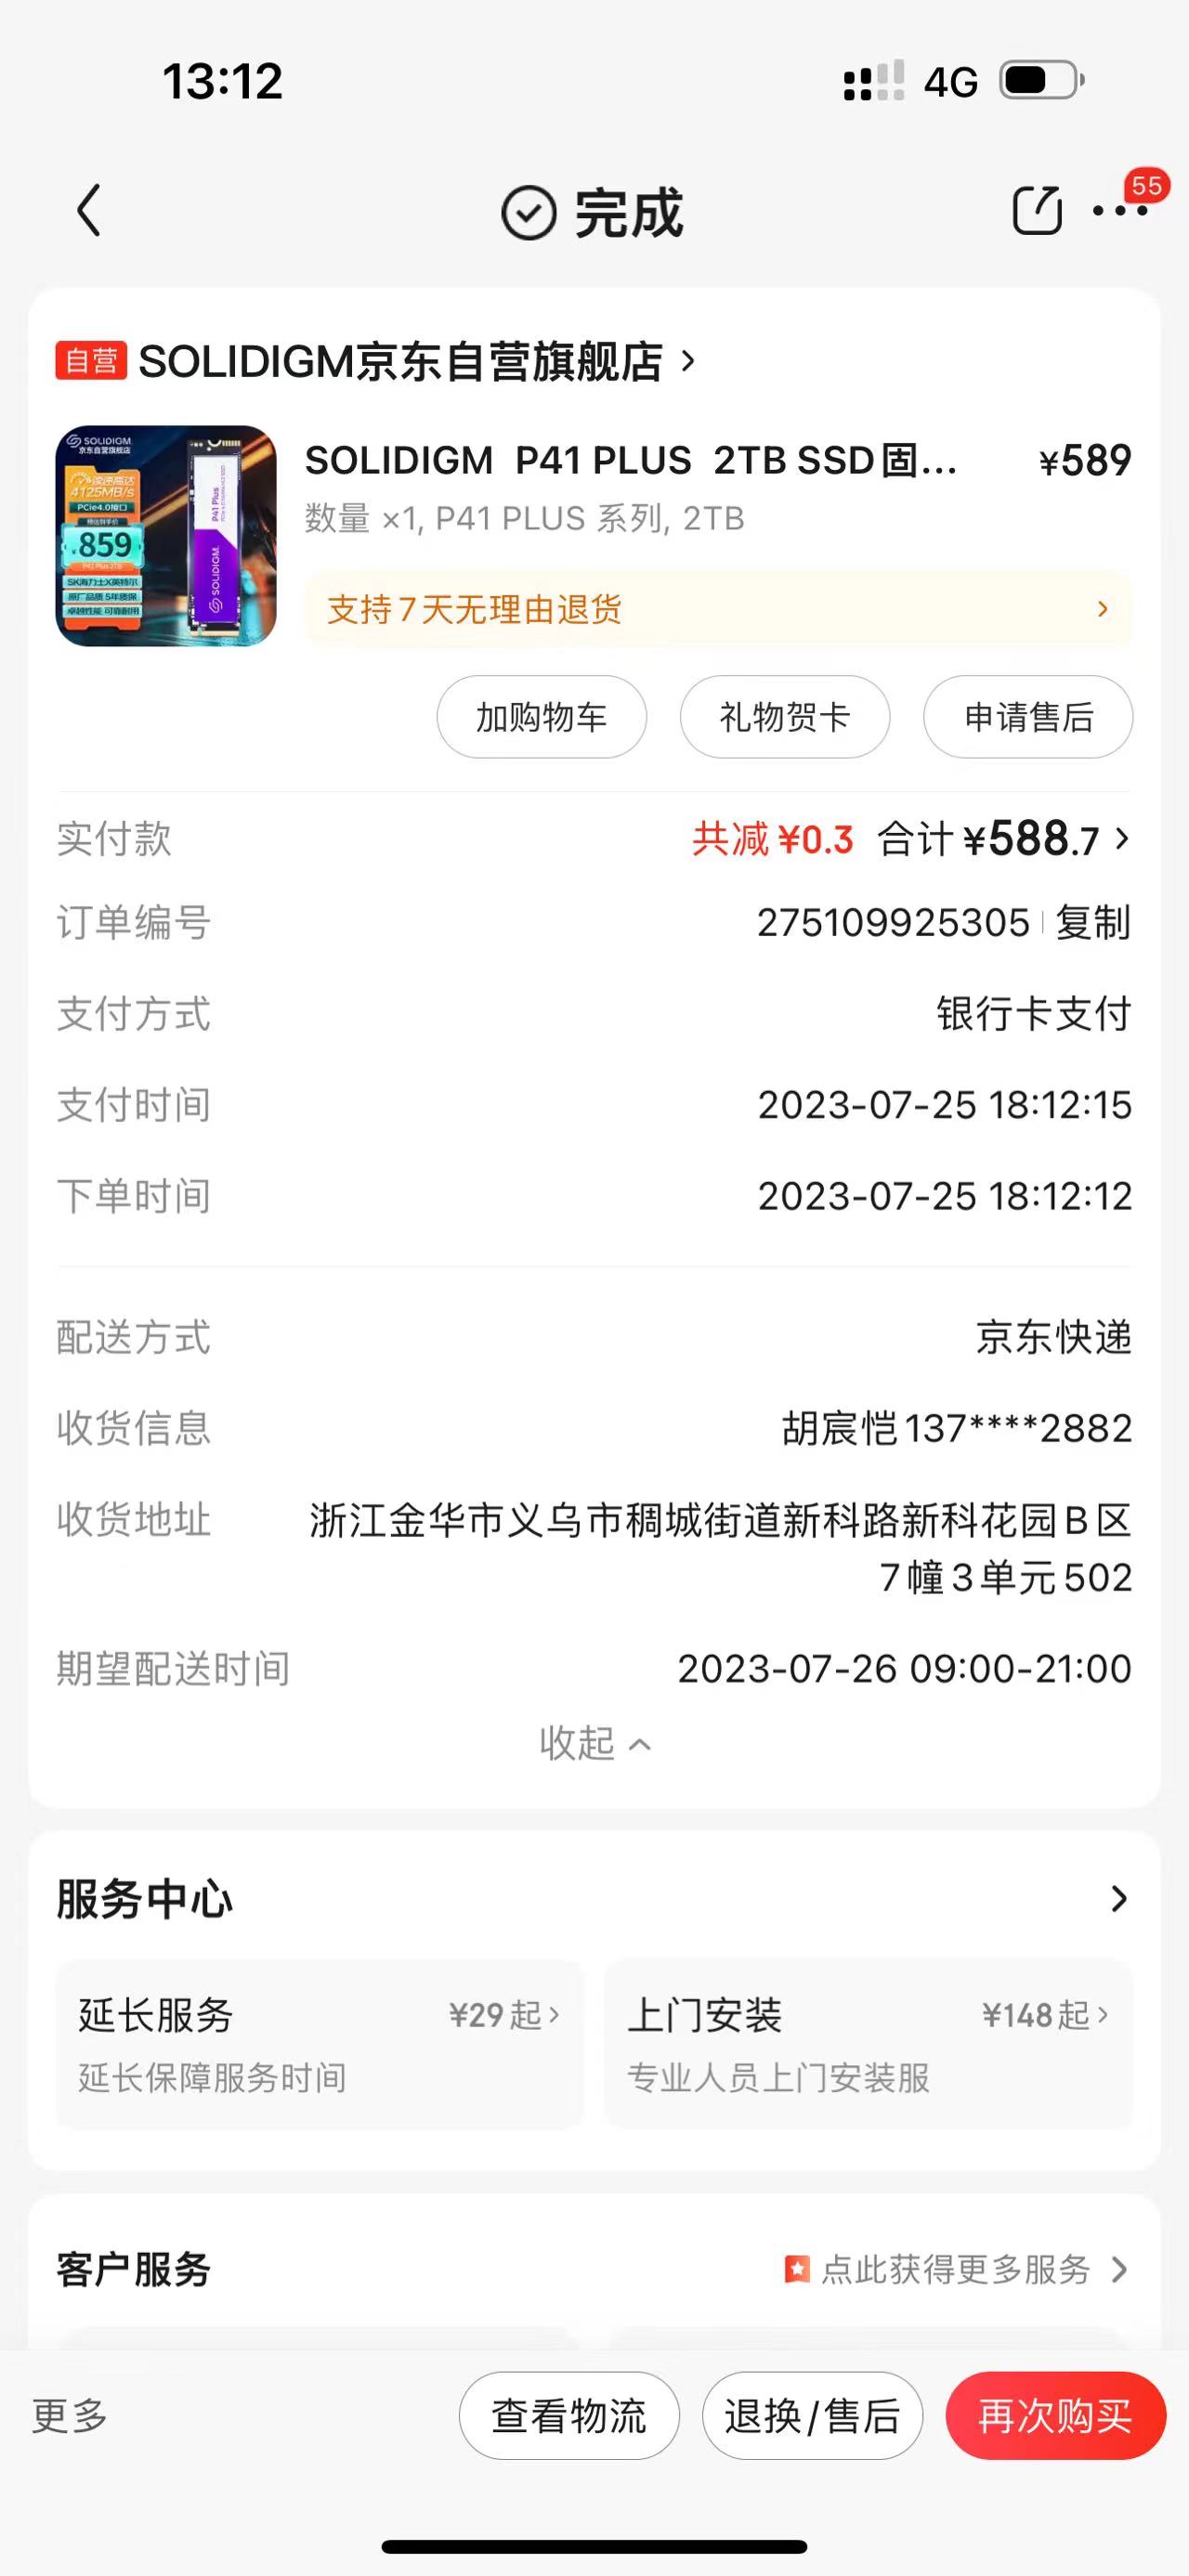 13:12
4G
完成
55
自营 SOLIDIGM京东自营旗舰店
SOLIDIGM
京东自营旗舰店
读速高达
4125MB/s
PCIe4.0接口
预估到手价
¥859
P41 Plus 2TB
SK海力士X英特尔
原厂品质 5年质保
卓越性能 可靠耐用
P41 Plus
SOLIDIGM
SOLIDIGM P41 PLUS 2TB SSD固...
¥589
数量 ×1, P41 PLUS 系列, 2TB
支持7天无理由退货
加购物车 礼物贺卡 申请售后
实付款 共减¥0.3 合计¥588.7
订单编号 275109925305 复制
支付方式 银行卡支付
支付时间 2023-07-25 18:12:15
下单时间 2023-07-25 18:12:12
配送方式 京东快递
收货信息 胡宸恺137****2882
收货地址 浙江金华市义乌市稠城街道新科路新科花园B区
7幢3单元502
期望配送时间 2023-07-26 09:00-21:00
收起
服务中心
延长服务 ¥29起
延长保障服务时间
上门安装 ¥148起
专业人员上门安装服
客户服务 点此获得更多服务
更多 查看物流 退换/售后 再次购买